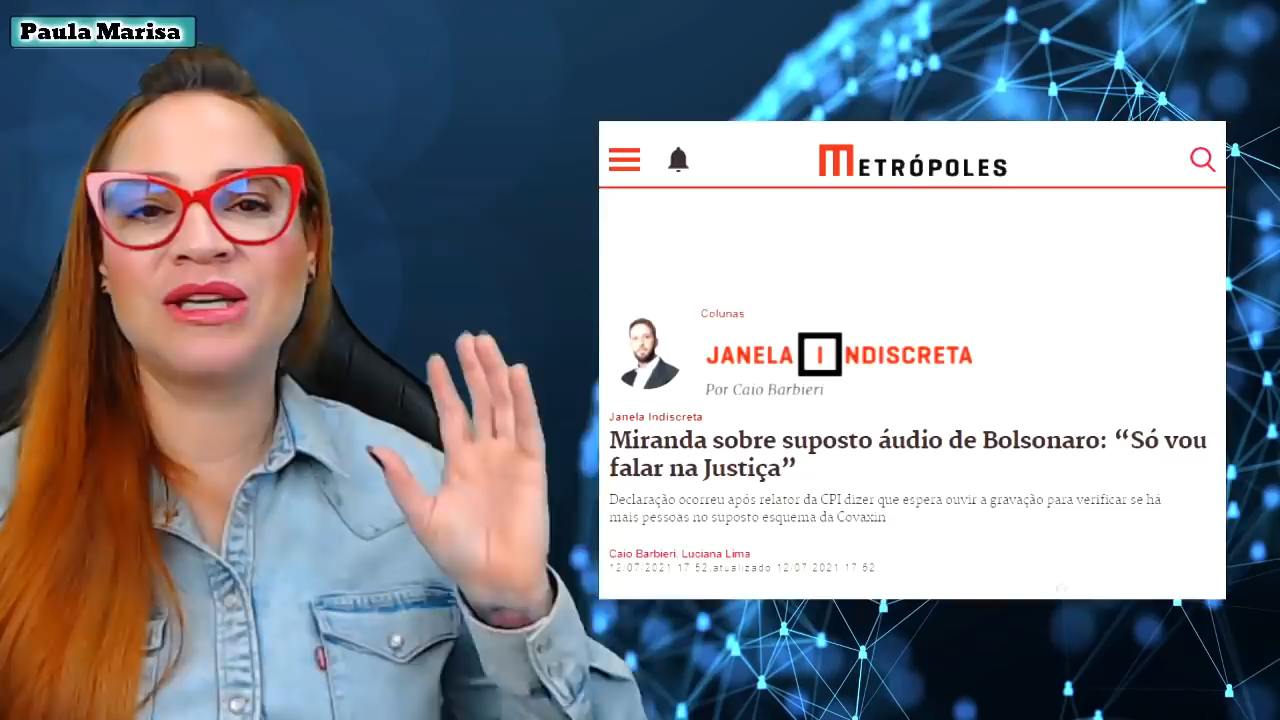 Paula Marisa
METRÓPOLES
Colunas
JANELA INDISCRETA
Por Caio Barbieri
Janela Indiscreta
Miranda sobre suposto áudio de Bolsonaro: “Só vou
falar na Justiça”
Declaração ocorreu após relator da CPI dizer que espera ouvir a gravação para verificar se há
mais pessoas no suposto esquema da Covaxin
Caio Barbieri, Luciana Lima
12/07/2021 17:52,atualizado 12/07/2021 17:52